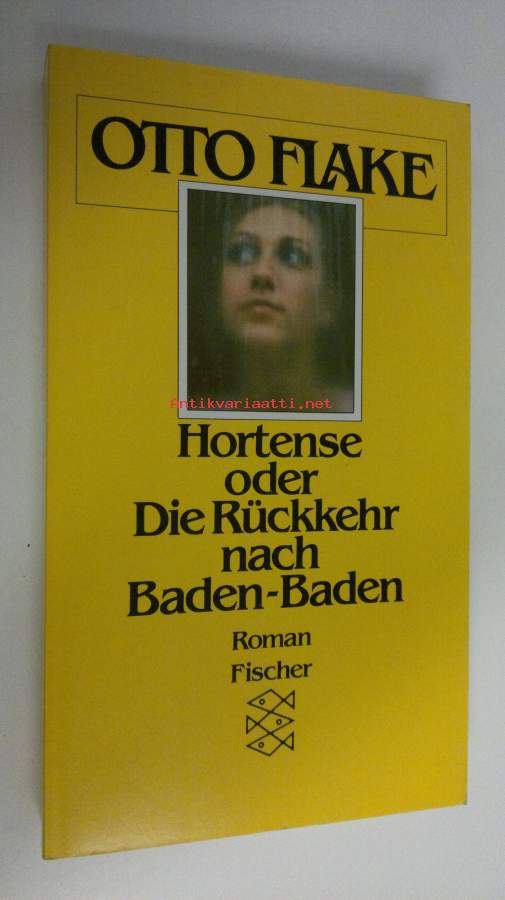 OTTO FLAKE
Antikvariaatti.net
Hortense
oder
Die Rückkehr
nach
Baden-Baden
Roman
Fischer